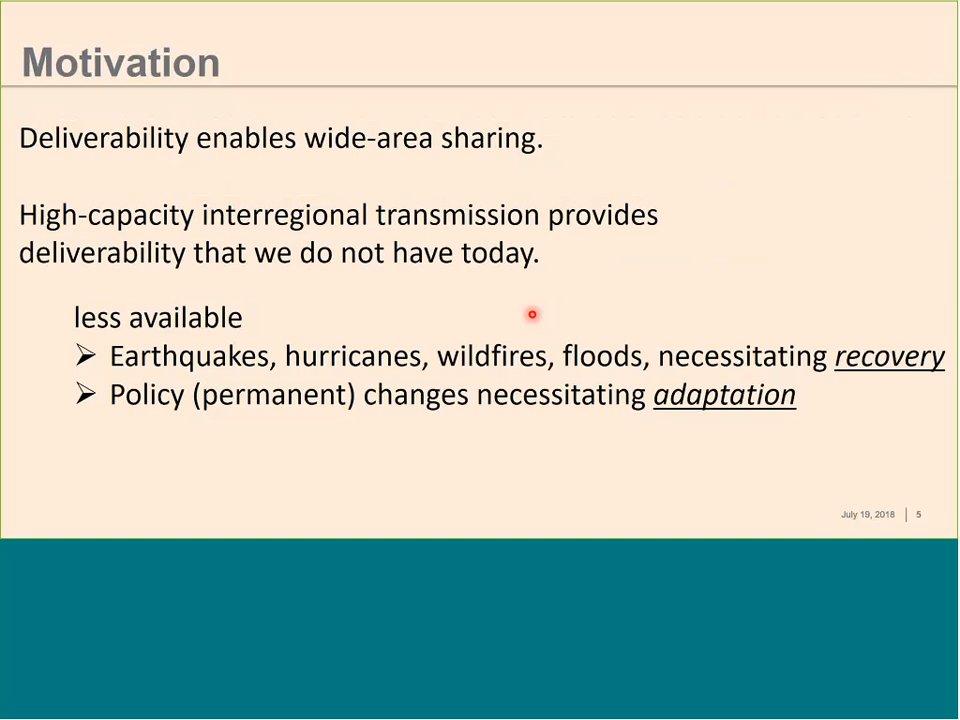 Motivation
Deliverability enables wide-area sharing.
High-capacity interregional transmission provides
deliverability that we do not have today.
less available
➢ Earthquakes, hurricanes, wildfires, floods, necessitating recovery
➢ Policy (permanent) changes necessitating adaptation
July 19, 2018 | 5